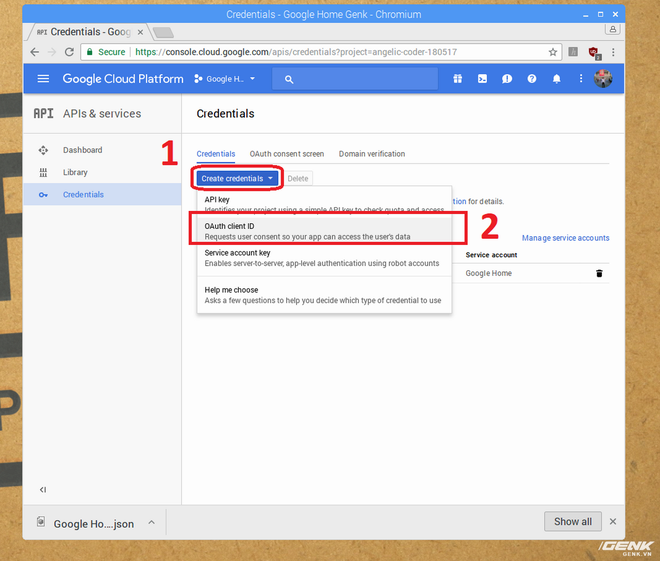 Credentials - Google Home Genk - Chromium
API Credentials - Goog
Secure
https://console.cloud.google.com/apis/credentials?project=angelic-coder-180517
2
Google Cloud Platform
Google H...
API
APIs & services
Credentials
Dashboard
Library
Credentials
Credentials
OAuth consent screen
Domain verification
1
Create credentials
Delete
API key
Identifies your project using a simple API key to check quota and access
for details.
OAuth client ID
Requests user consent so your app can access the user's data
2
Manage service accounts
Service account key
Enables server-to-server, app-level authentication using robot accounts
Service account
Google Home
Help me choose
Asks a few questions to help you decide which type of credential to use
Google Ho....json
Show all
GENK
GENK.VN